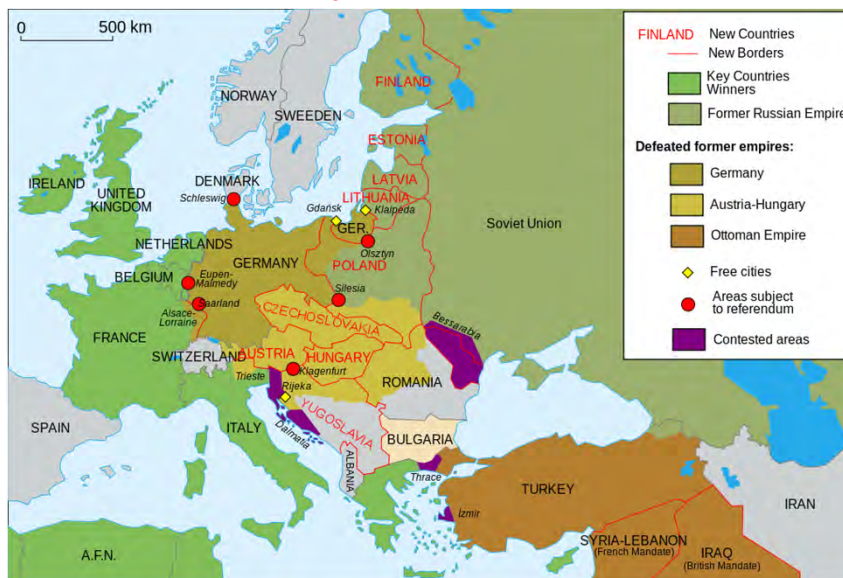 0 500 km
FINLAND New Countries
New Borders
Key Countries
Winners
Former Russian Empire
Defeated former empires:
Germany
Austria-Hungary
Ottoman Empire
Free cities
Areas subject
to referendum
Contested areas
NORWAY
SWEEDEN
FINLAND
ESTONIA
LATVIA
LITHUANIA
Klaipėda
Gdańsk
GER.
Olsztyn
Soviet Union
IRELAND
UNITED
KINGDOM
DENMARK
Schleswig
NETHERLANDS
BELGIUM
Eupen-
Malmedy
GERMANY
POLAND
Silesia
Saarland
Alsace-
Lorraine
FRANCE
CZECHOSLOVAKIA
Bessarabia
SWITZERLAND
AUSTRIA
HUNGARY
Klagenfurt
Trieste
Rijeka
ROMANIA
YUGOSLAVIA
Dalmatia
SPAIN
ITALY
BULGARIA
ALBANIA
Thrace
TURKEY
Izmir
IRAN
A.F.N.
SYRIA-LEBANON
(French Mandate)
IRAQ
(British Mandate)